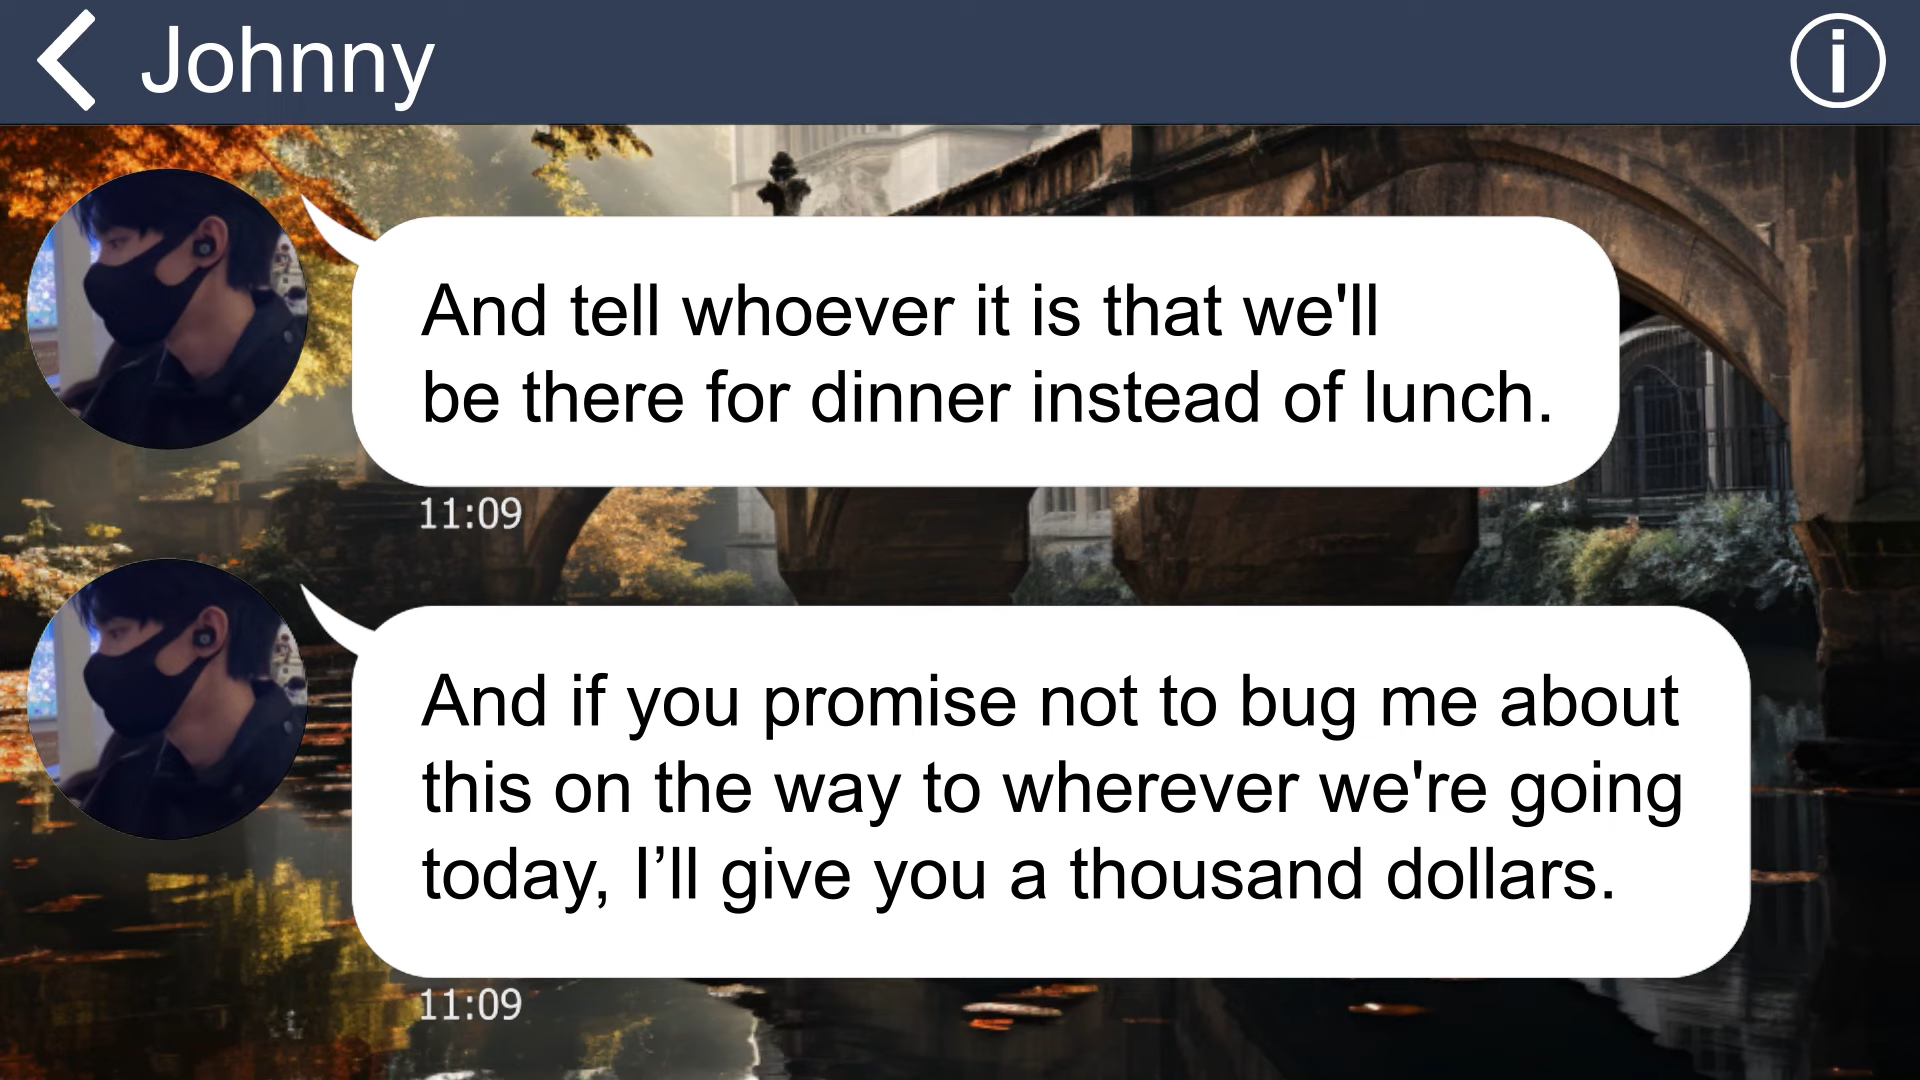 Johnny
And tell whoever it is that we'll
be there for dinner instead of lunch.
11:09
And if you promise not to bug me about
this on the way to wherever we're going
today, I’ll give you a thousand dollars.
11:09